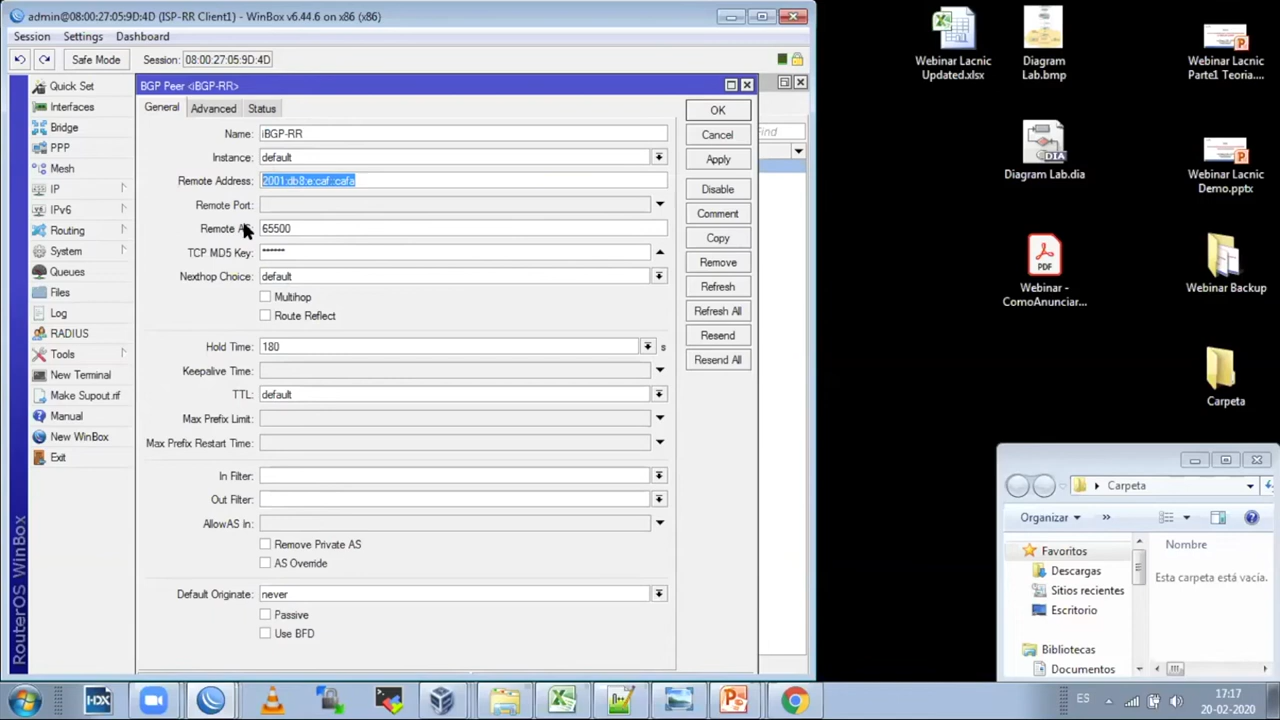 admin@08:00:27:05:9D:4D (ISP-RR Client1) - WinBox v6.44.6 on x86 (x86)
Session Settings Dashboard
Safe Mode Session: 08:00:27:05:9D:4D
Quick Set
Interfaces
Bridge
PPP
Mesh
IP
IPv6
Routing
System
Queues
Files
Log
RADIUS
Tools
New Terminal
Make Supout.rif
Manual
New WinBox
Exit
RouterOS WinBox
BGP Peer <iBGP-RR>
General Advanced Status
Name: iBGP-RR
Instance: default
Remote Address: 2001:db8:e:caf::cafa
Remote Port:
Remote AS: 65500
TCP MD5 Key: ******
Nexthop Choice: default
Multihop
Route Reflect
Hold Time: 180 s
Keepalive Time:
TTL: default
Max Prefix Limit:
Max Prefix Restart Time:
In Filter:
Out Filter:
AllowAS In:
Remove Private AS
AS Override
Default Originate: never
Passive
Use BFD
OK
Cancel
Apply
Disable
Comment
Copy
Remove
Refresh
Refresh All
Resend
Resend All
Find
Webinar Lacnic
Updated.xlsx
Diagram
Lab.bmp
Webinar Lacnic
Parte1 Teoria....
DIA
Diagram Lab.dia
Webinar Lacnic
Demo.pptx
PDF
Webinar -
ComoAnunciar...
Webinar Backup
Carpeta
Carpeta
Organizar
Favoritos
Descargas
Sitios recientes
Escritorio
Bibliotecas
Documentos
Nombre
Esta carpeta está vacía.
HDX
ES
17:17
20-02-2020